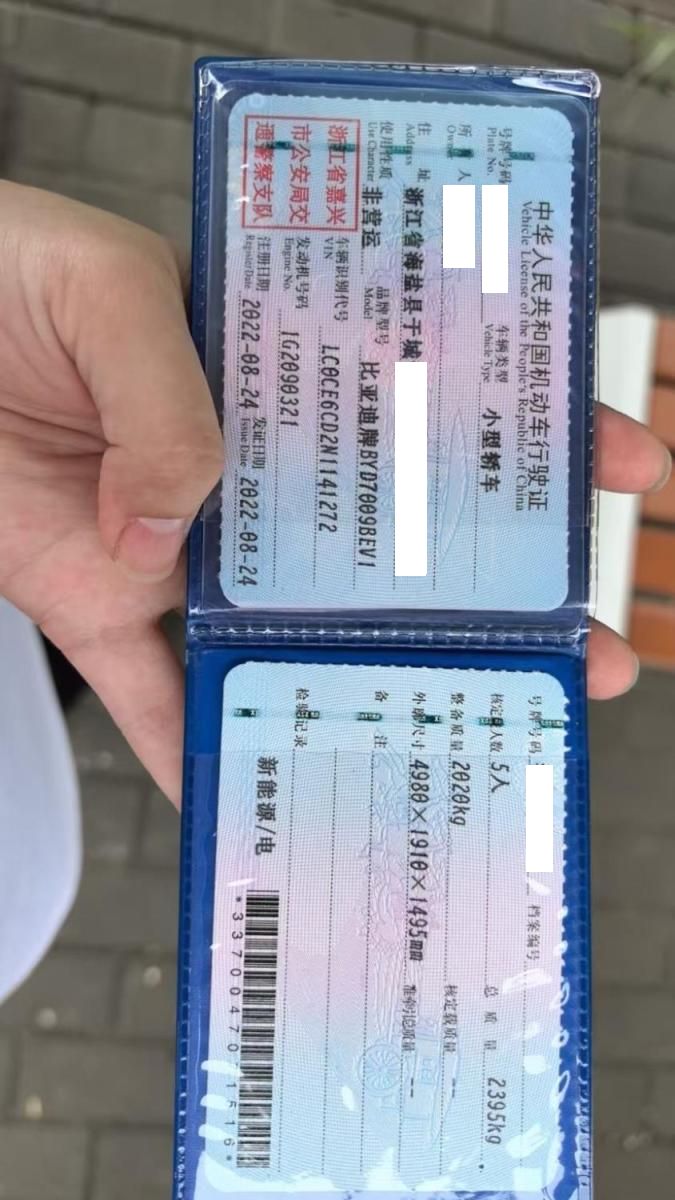 中华人民共和国机动车行驶证
Vehicle License of the People's Republic of China
号牌号码 车辆类型 小型轿车
Plate No. Vehicle Type
所有人
Owner
住址 浙江省海盐县于城
Address
使用性质 非营运 品牌型号 比亚迪牌BYD7009BEV1
Use Character Model
浙江省嘉兴
市公安局交
通警察支队
车辆识别代号 LC0CE6CD2N1141272
VIN
发动机号码 1G2090321
Engine No.
注册日期 2022-08-24 发证日期 2022-08-24
Register Date Issue Date
号牌号码 档案编号
核定载人数 5人 总质量 2395kg
整备质量 2020kg 核定载质量 --
外廓尺寸 4980×1910×1495mm 准牵引总质量 --
备注
检验记录
新能源/电